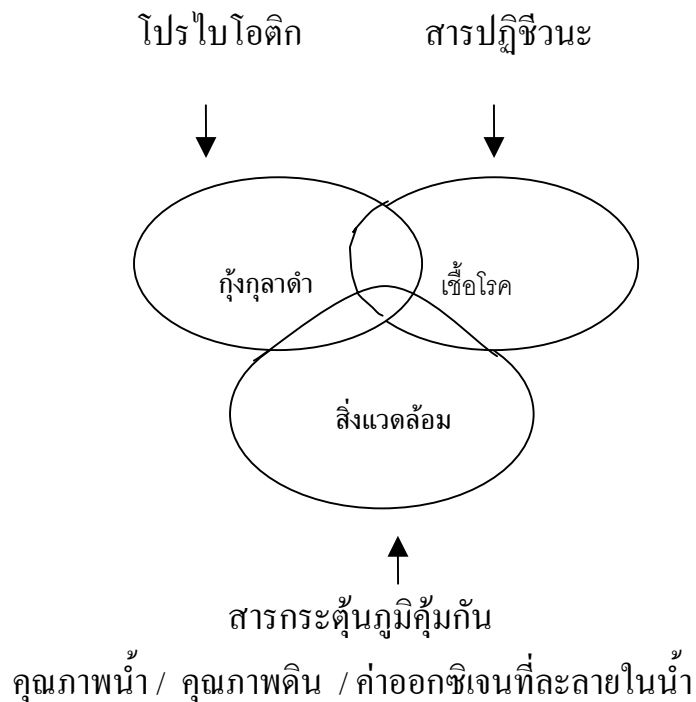 โปรไบโอติก สารปฏิชีวนะ
กุ้งกุลาดำ เชื้อโรค
สิ่งแวดล้อม
สารกระตุ้นภูมิคุ้มกัน
คุณภาพน้ำ / คุณภาพดิน / ค่าออกซิเจนที่ละลายในน้ำ